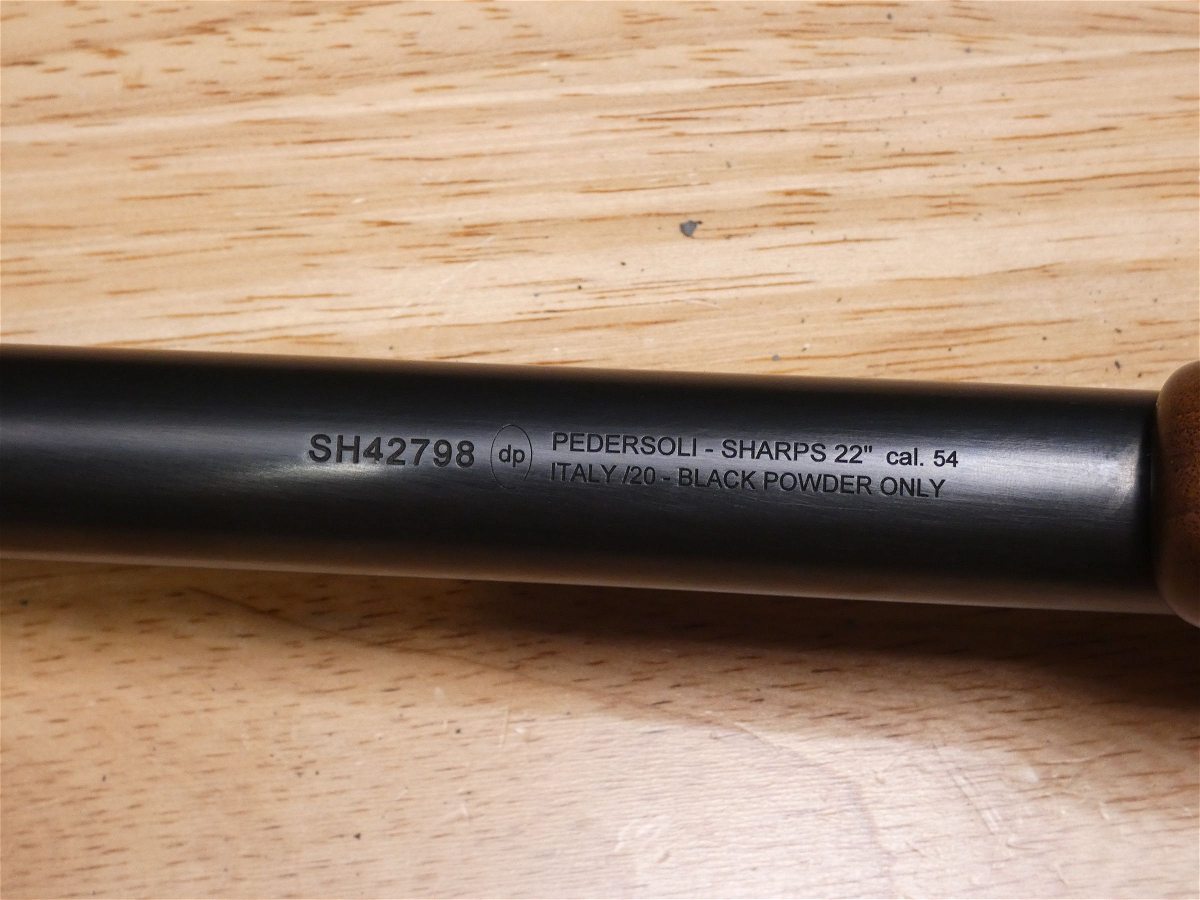 SH42798 dp PEDERSOLI - SHARPS 22" cal. 54
ITALY /20 - BLACK POWDER ONLY